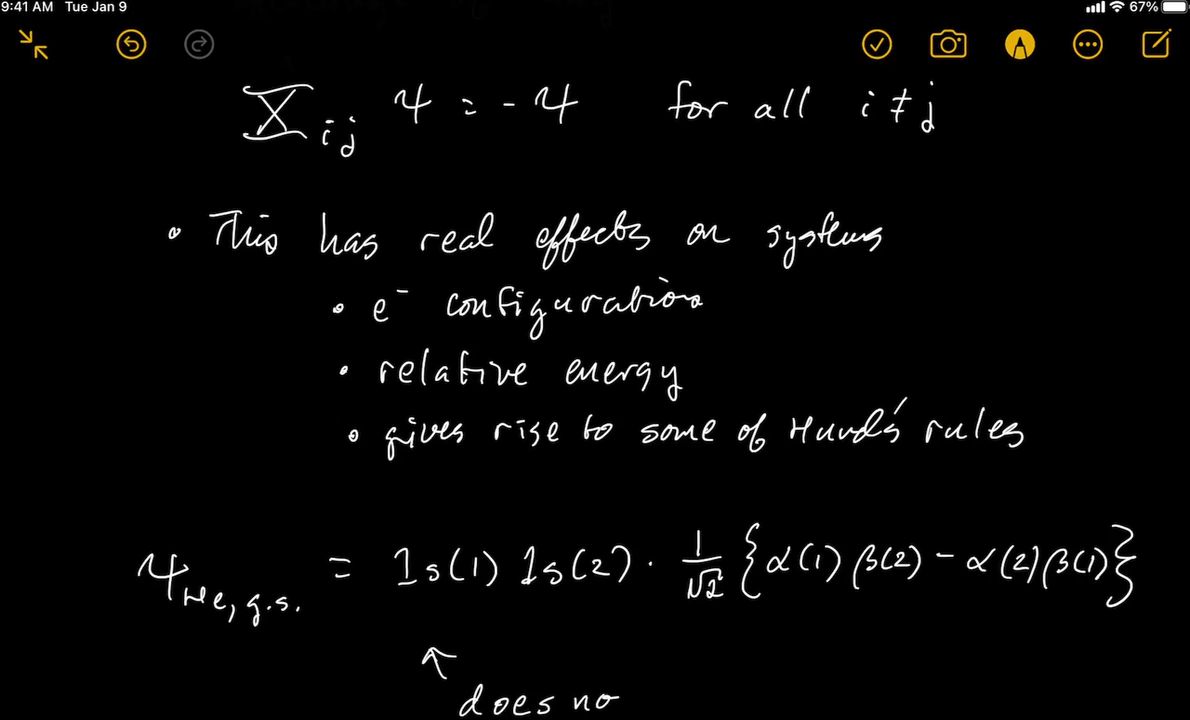 9:41 AM Tue Jan 9 67%
X̂ᵢⱼ Ψ = - Ψ for all i ≠ j
• This has real effects on systems
• e⁻ configurations
• relative energy
• gives rise to some of Hund's rules
Ψ_He, g.s. = 1s(1) 1s(2) · 1/√2 {α(1) β(2) - α(2) β(1)}
↑
does no